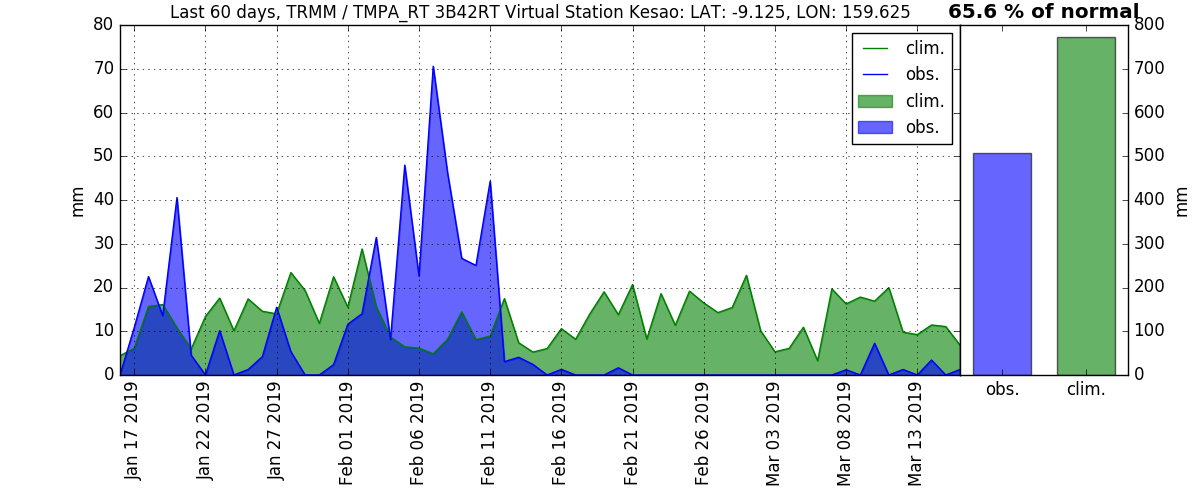 Last 60 days, TRMM / TMPA_RT 3B42RT Virtual Station Kesao: LAT: -9.125, LON: 159.625
65.6 % of normal
mm
80
70
60
50
40
30
20
10
0
clim.
obs.
clim.
obs.
Jan 17 2019
Jan 22 2019
Jan 27 2019
Feb 01 2019
Feb 06 2019
Feb 11 2019
Feb 16 2019
Feb 21 2019
Feb 26 2019
Mar 03 2019
Mar 08 2019
Mar 13 2019
800
700
600
500
400
300
200
100
0
mm
obs.
clim.